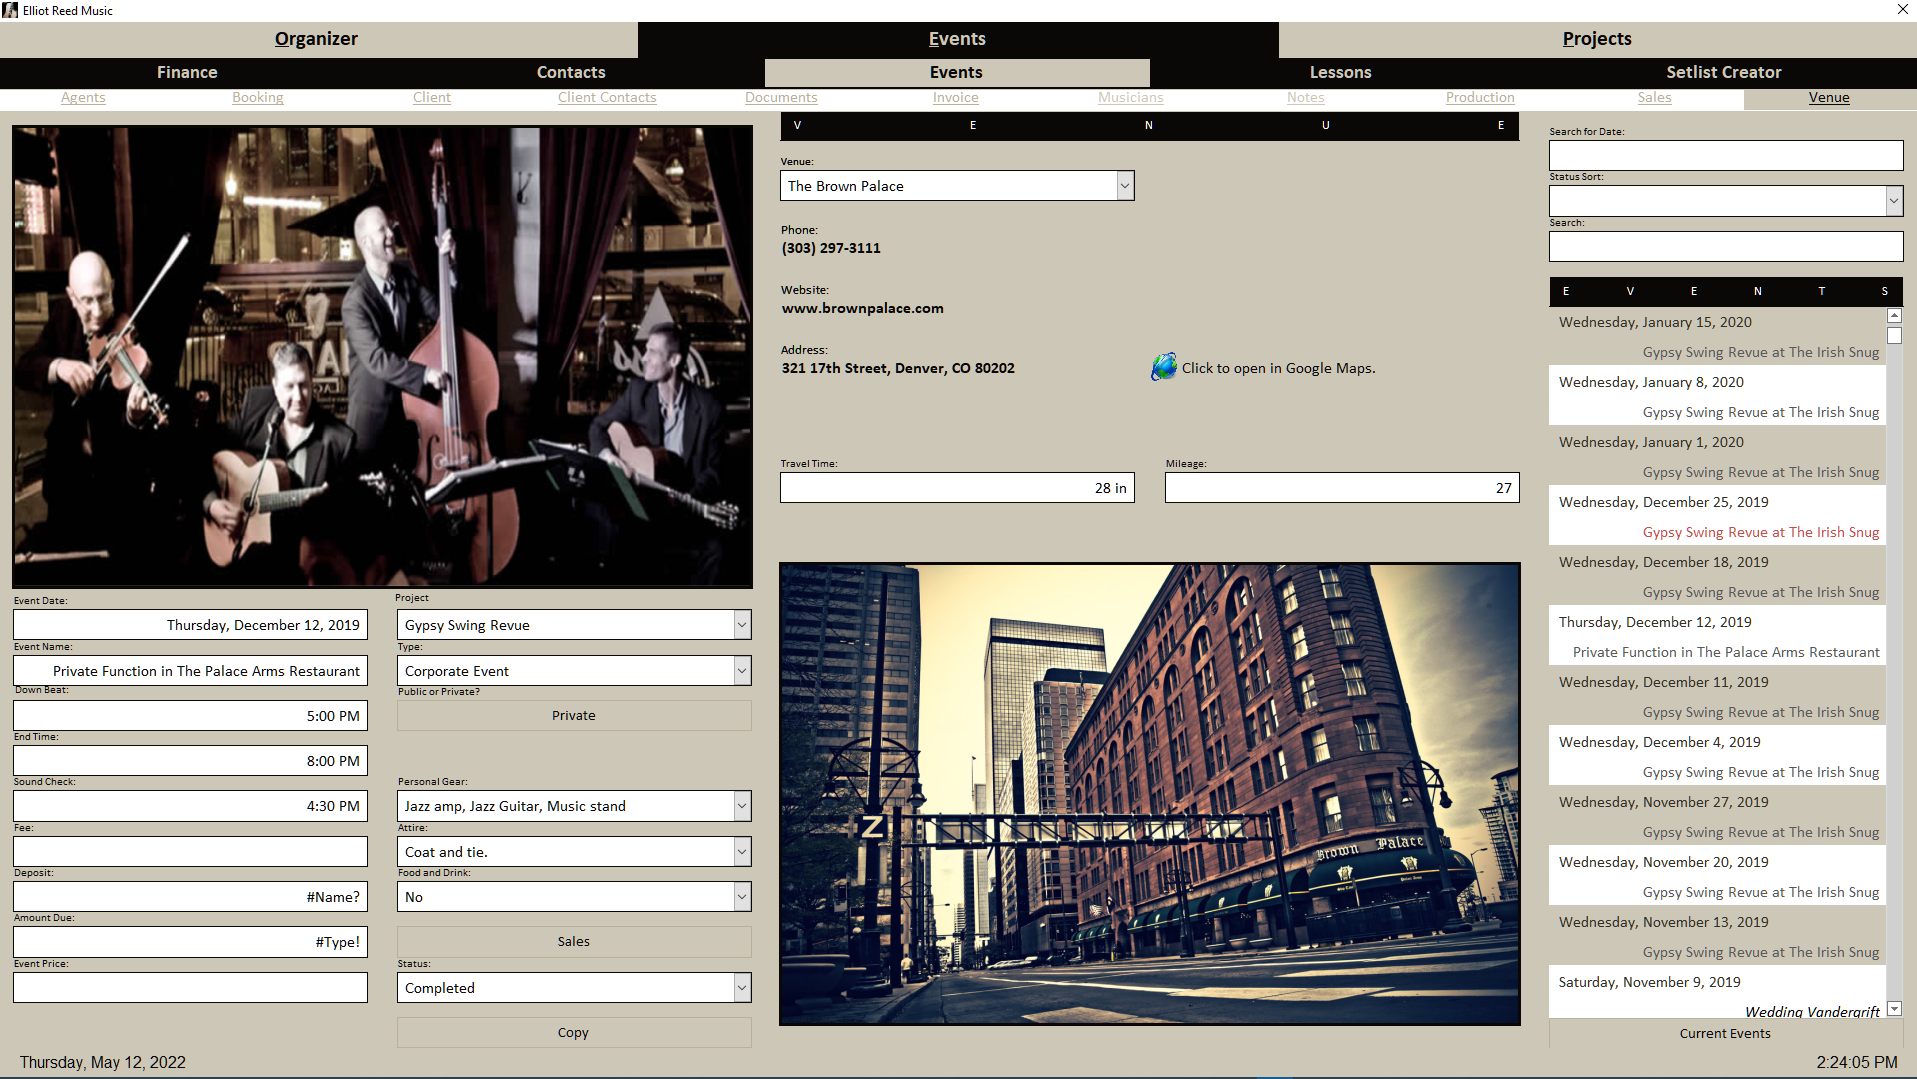 Elliot Reed Music
Organizer
Events
Projects
Finance
Contacts
Events
Lessons
Setlist Creator
Agents
Booking
Client
Client Contacts
Documents
Invoice
Musicians
Notes
Production
Sales
Venue
Event Date:
Thursday, December 12, 2019
Event Name:
Private Function in The Palace Arms Restaurant
Down Beat:
5:00 PM
End Time:
8:00 PM
Sound Check:
4:30 PM
Fee:
Deposit:
#Name?
Amount Due:
#Type!
Event Price:
Project
Gypsy Swing Revue
Type:
Corporate Event
Public or Private?
Private
Personal Gear:
Jazz amp, Jazz Guitar, Music stand
Attire:
Coat and tie.
Food and Drink:
No
Sales
Status:
Completed
Copy
V E N U E
Venue:
The Brown Palace
Phone:
(303) 297-3111
Website:
www.brownpalace.com
Address:
321 17th Street, Denver, CO 80202
Click to open in Google Maps.
Travel Time:
28 in
Mileage:
27
Z
Brown Palace
Search for Date:
Status Sort:
Search:
E V E N T S
Wednesday, January 15, 2020
Gypsy Swing Revue at The Irish Snug
Wednesday, January 8, 2020
Gypsy Swing Revue at The Irish Snug
Wednesday, January 1, 2020
Gypsy Swing Revue at The Irish Snug
Wednesday, December 25, 2019
Gypsy Swing Revue at The Irish Snug
Wednesday, December 18, 2019
Gypsy Swing Revue at The Irish Snug
Thursday, December 12, 2019
Private Function in The Palace Arms Restaurant
Wednesday, December 11, 2019
Gypsy Swing Revue at The Irish Snug
Wednesday, December 4, 2019
Gypsy Swing Revue at The Irish Snug
Wednesday, November 27, 2019
Gypsy Swing Revue at The Irish Snug
Wednesday, November 20, 2019
Gypsy Swing Revue at The Irish Snug
Wednesday, November 13, 2019
Gypsy Swing Revue at The Irish Snug
Saturday, November 9, 2019
Wedding Vandergrift
Current Events
Thursday, May 12, 2022
2:24:05 PM